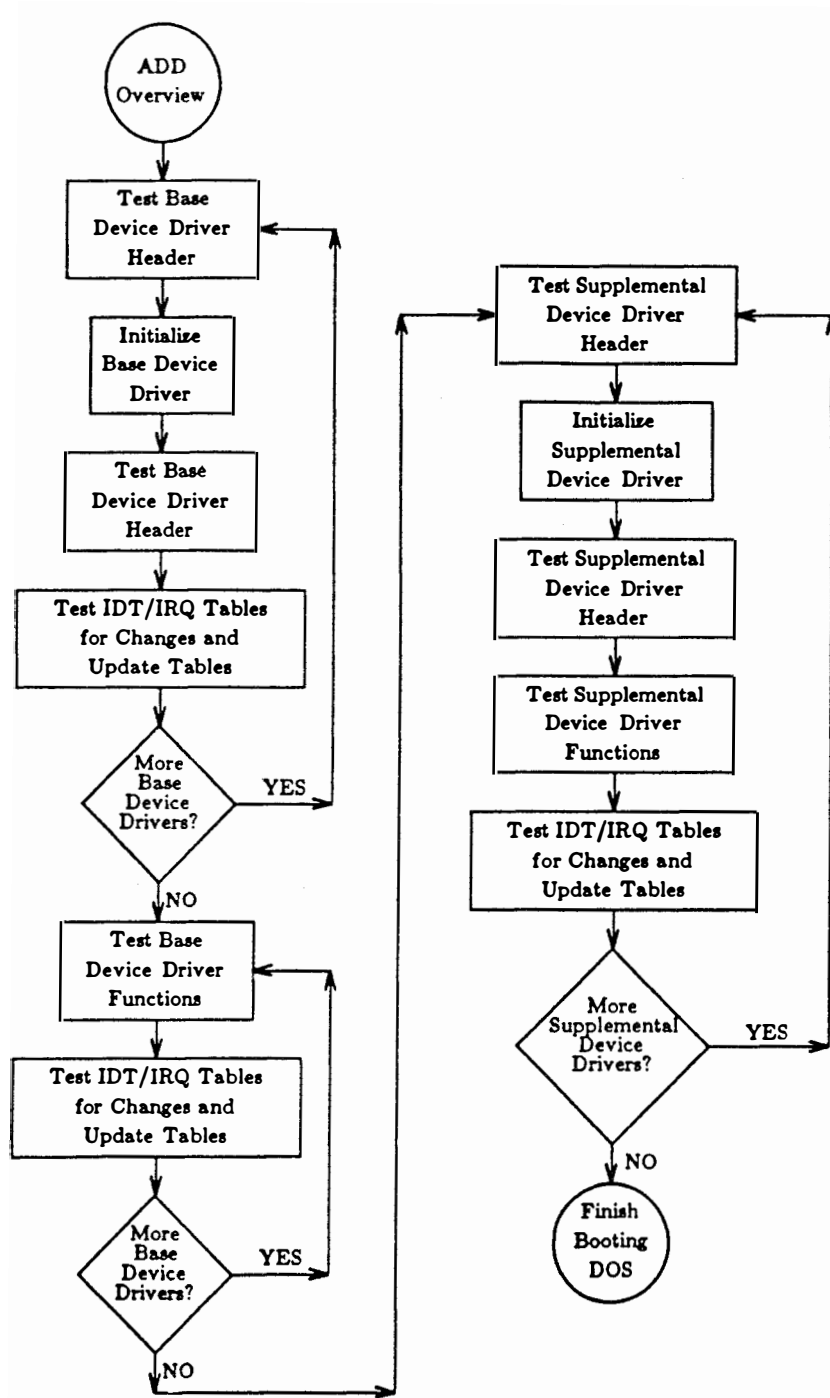 ADD
Overview
Test Base
Device Driver
Header
Initialize
Base Device
Driver
Test Base
Device Driver
Header
Test IDT/IRQ Tables
for Changes and
Update Tables
More
Base
Device
Drivers?
YES
NO
Test Base
Device Driver
Functions
Test IDT/IRQ Tables
for Changes and
Update Tables
More
Base
Device
Drivers?
YES
NO
Test Supplemental
Device Driver
Header
Initialize
Supplemental
Device Driver
Test Supplemental
Device Driver
Header
Test Supplemental
Device Driver
Functions
Test IDT/IRQ Tables
for Changes and
Update Tables
More
Supplemental
Device
Drivers?
YES
NO
Finish
Booting
DOS